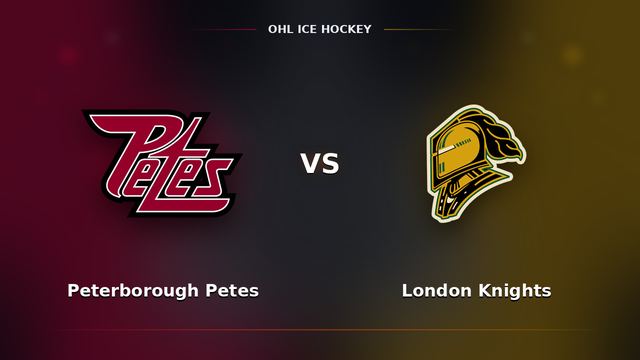 OHL ICE HOCKEY
Petes
VS
Peterborough Petes
London Knights